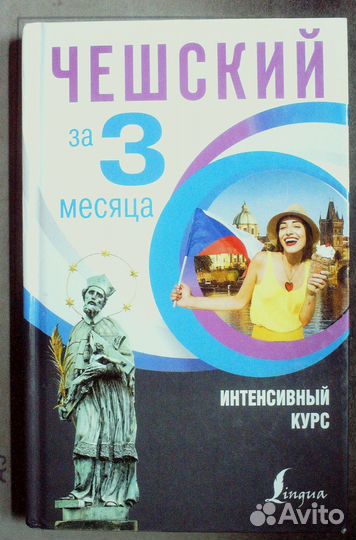 ЧЕШСКИЙ
за
3
месяца
ИНТЕНСИВНЫЙ
КУРС
Lingua
Avito